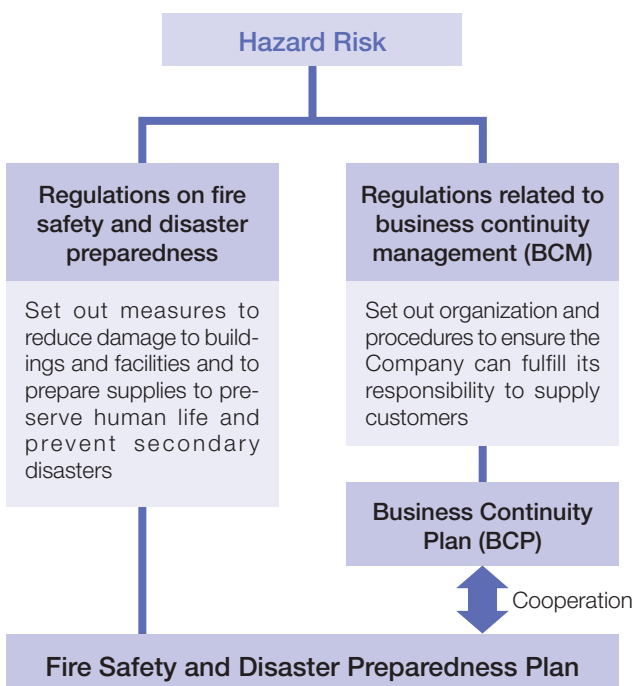 Hazard Risk
Regulations on fire
safety and disaster
preparedness
Set out measures to
reduce damage to build-
ings and facilities and to
prepare supplies to pre-
serve human life and
prevent secondary
disasters
Regulations related to
business continuity
management (BCM)
Set out organization and
procedures to ensure the
Company can fulfill its
responsibility to supply
customers
Business Continuity
Plan (BCP)
Cooperation
Fire Safety and Disaster Preparedness Plan